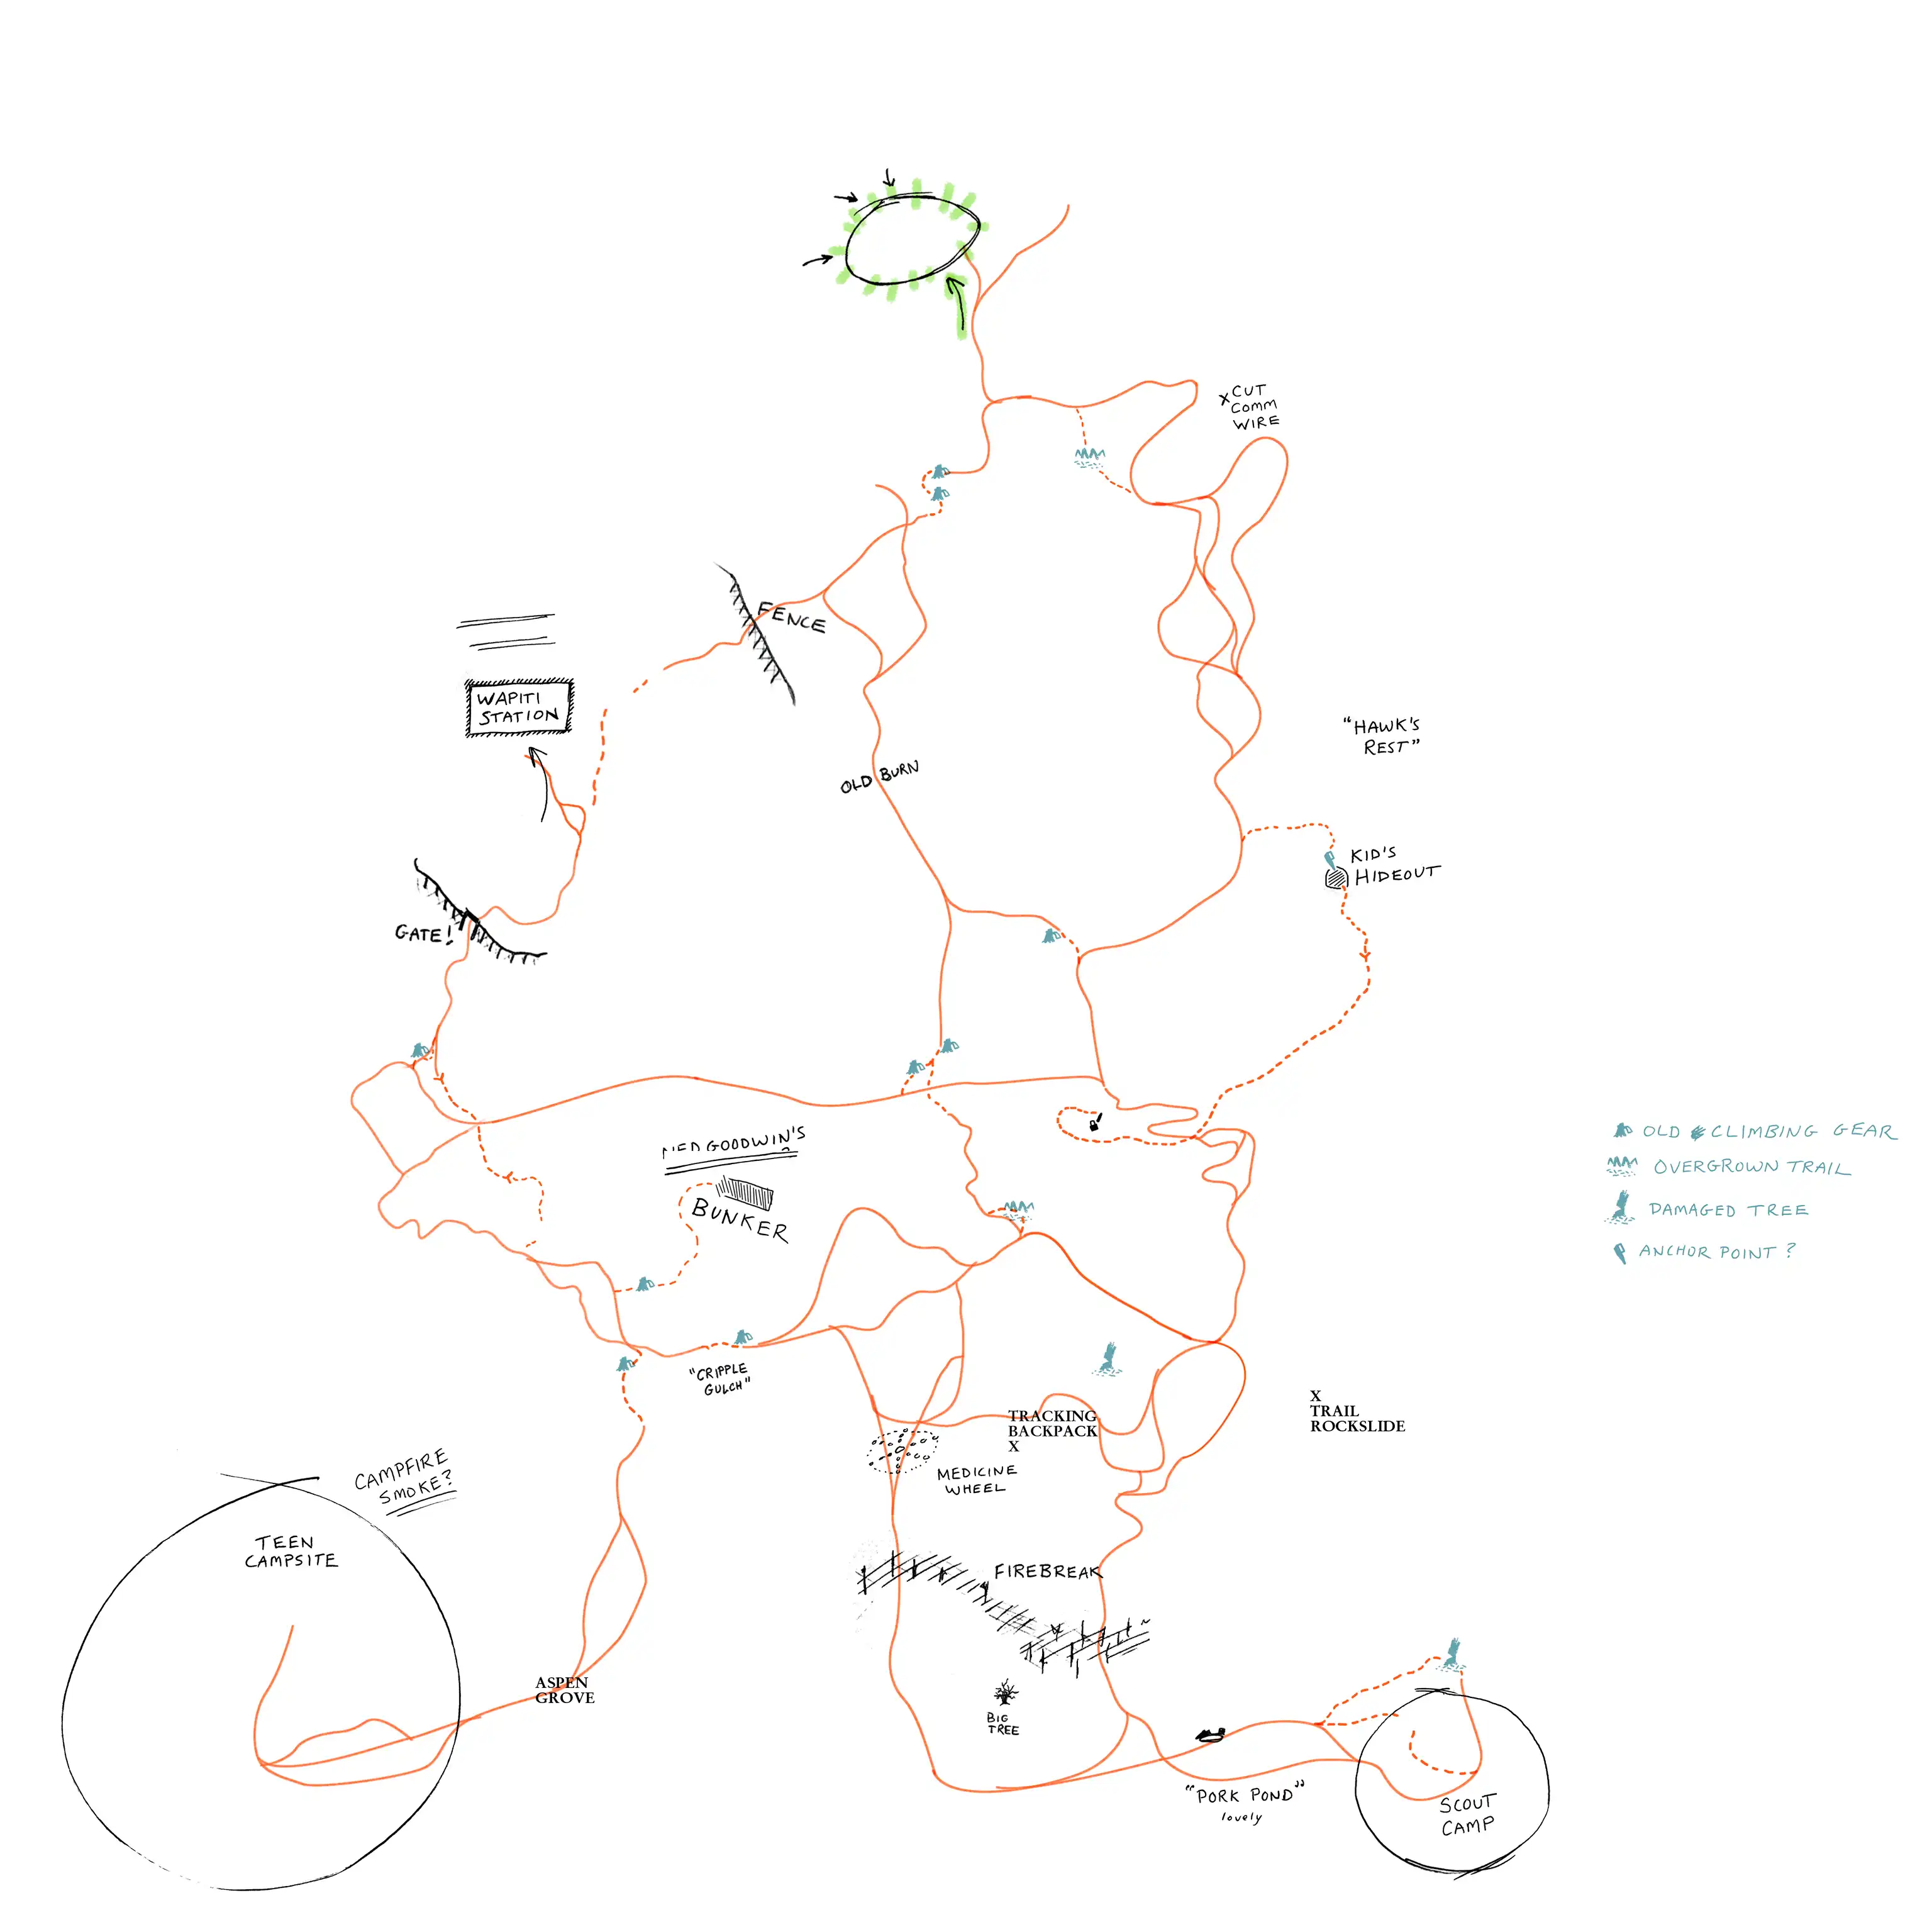 XCUT
COMM
WIRE
FENCE
WAPITI
STATION
"HAWK'S
REST"
OLD BURN
KID'S
HIDEOUT
GATE!
NED GOODWIN'S
BUNKER
OLD CLIMBING GEAR
OVERGROWN TRAIL
DAMAGED TREE
ANCHOR POINT?
"CRIPPLE
GULCH"
X
TRAIL
ROCKSLIDE
TRACKING
BACKPACK
X
MEDICINE
WHEEL
CAMPFIRE
SMOKE?
TEEN
CAMPSITE
FIREBREAK
ASPEN
GROVE
BIG
TREE
"PORK POND"
lovely
SCOUT
CAMP